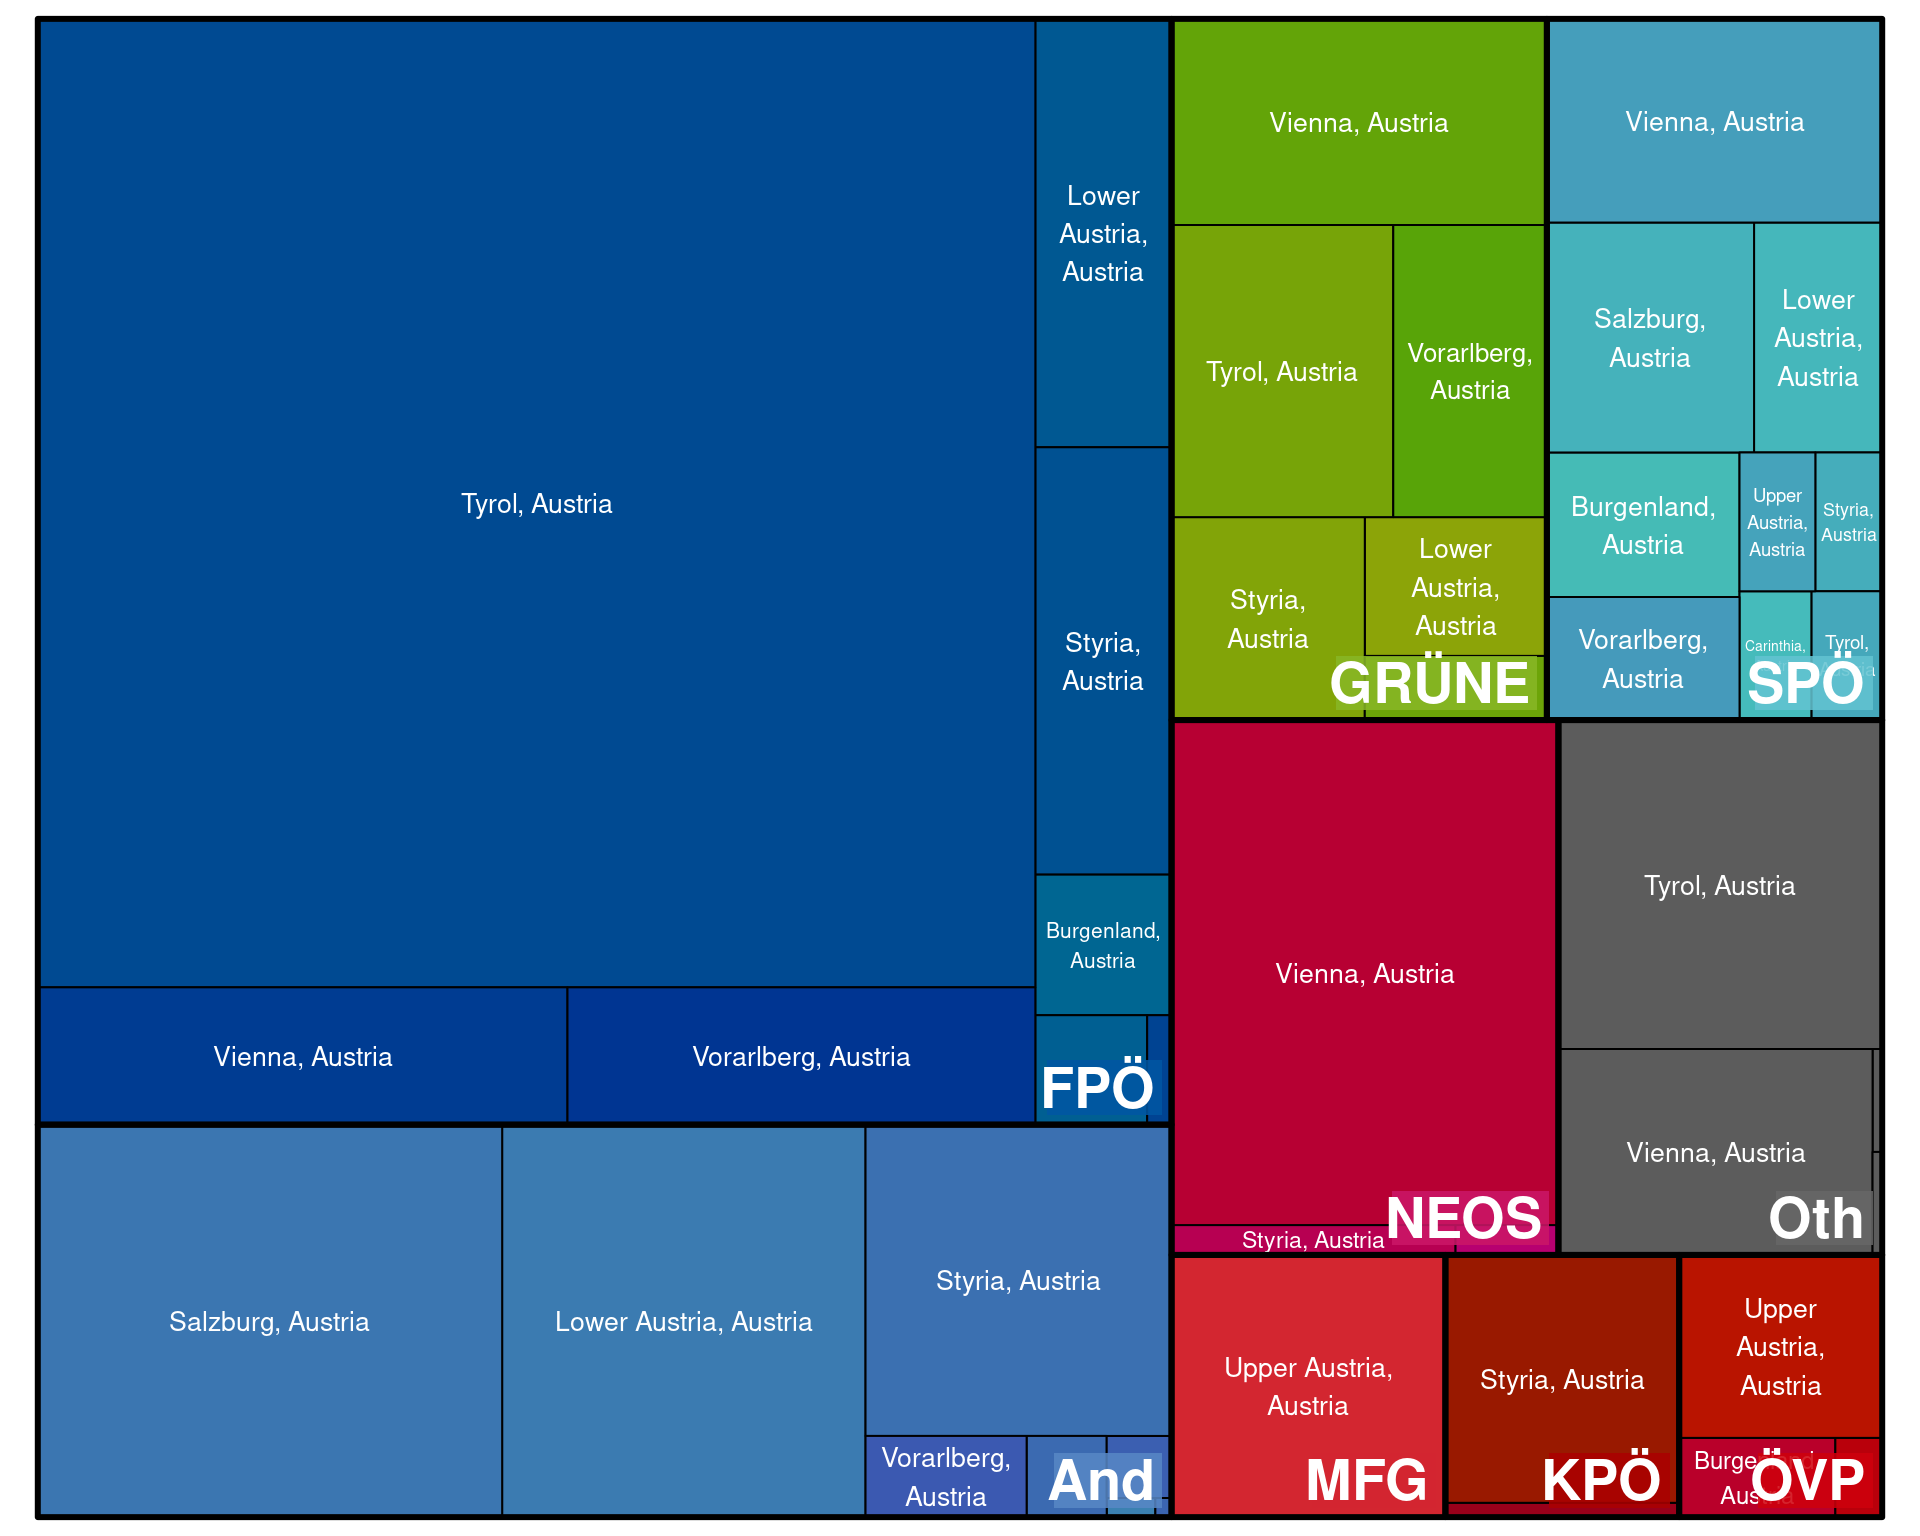 Tyrol, Austria
Lower
Austria,
Austria
Styria,
Austria
Burgenland,
Austria
Vienna, Austria
Vorarlberg, Austria
FPÖ
Salzburg, Austria
Lower Austria, Austria
Styria, Austria
Vorarlberg,
Austria
And
Vienna, Austria
Tyrol, Austria
Vorarlberg,
Austria
Styria,
Austria
Lower
Austria,
Austria
GRÜNE
Vienna, Austria
Salzburg,
Austria
Lower
Austria,
Austria
Burgenland,
Austria
Upper
Austria,
Austria
Styria,
Austria
Vorarlberg,
Austria
Carinthia,
Tyrol,
SPÖ
Vienna, Austria
Styria, Austria
NEOS
Tyrol, Austria
Vienna, Austria
Oth
Upper Austria,
Austria
MFG
Styria, Austria
KPÖ
Upper
Austria,
Austria
Burgenland,
Austria
ÖVP